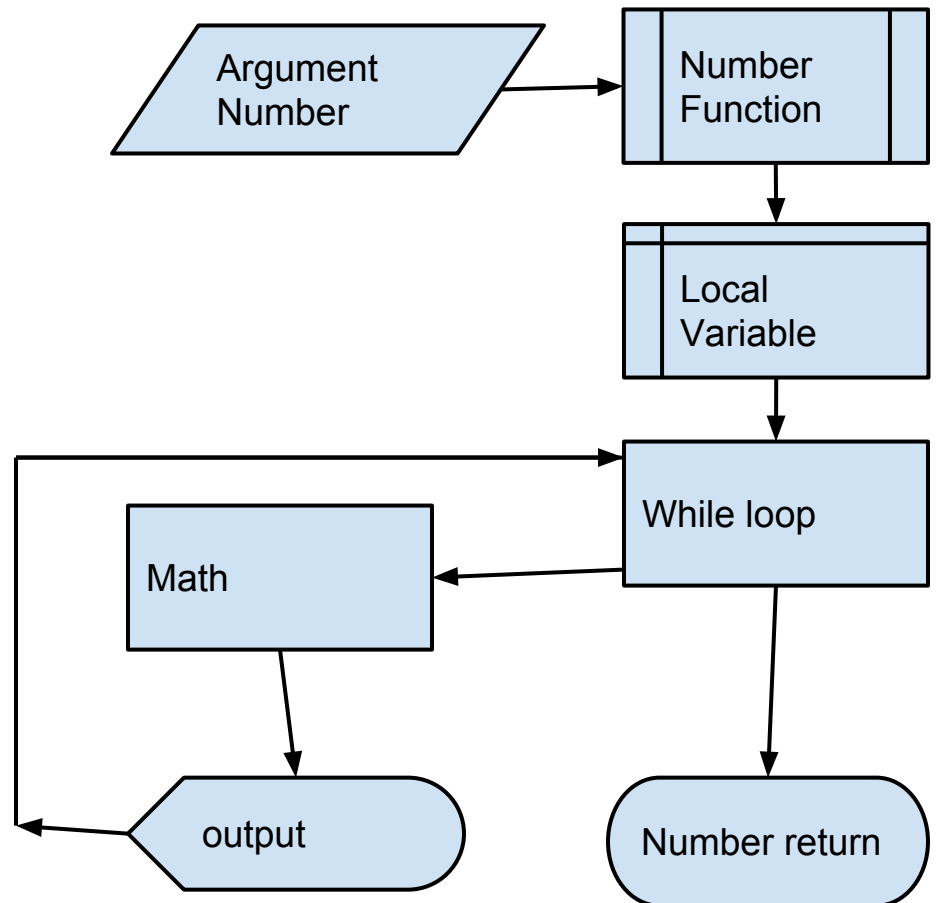 Argument
Number
Number
Function
Local
Variable
While loop
Math
output
Number return